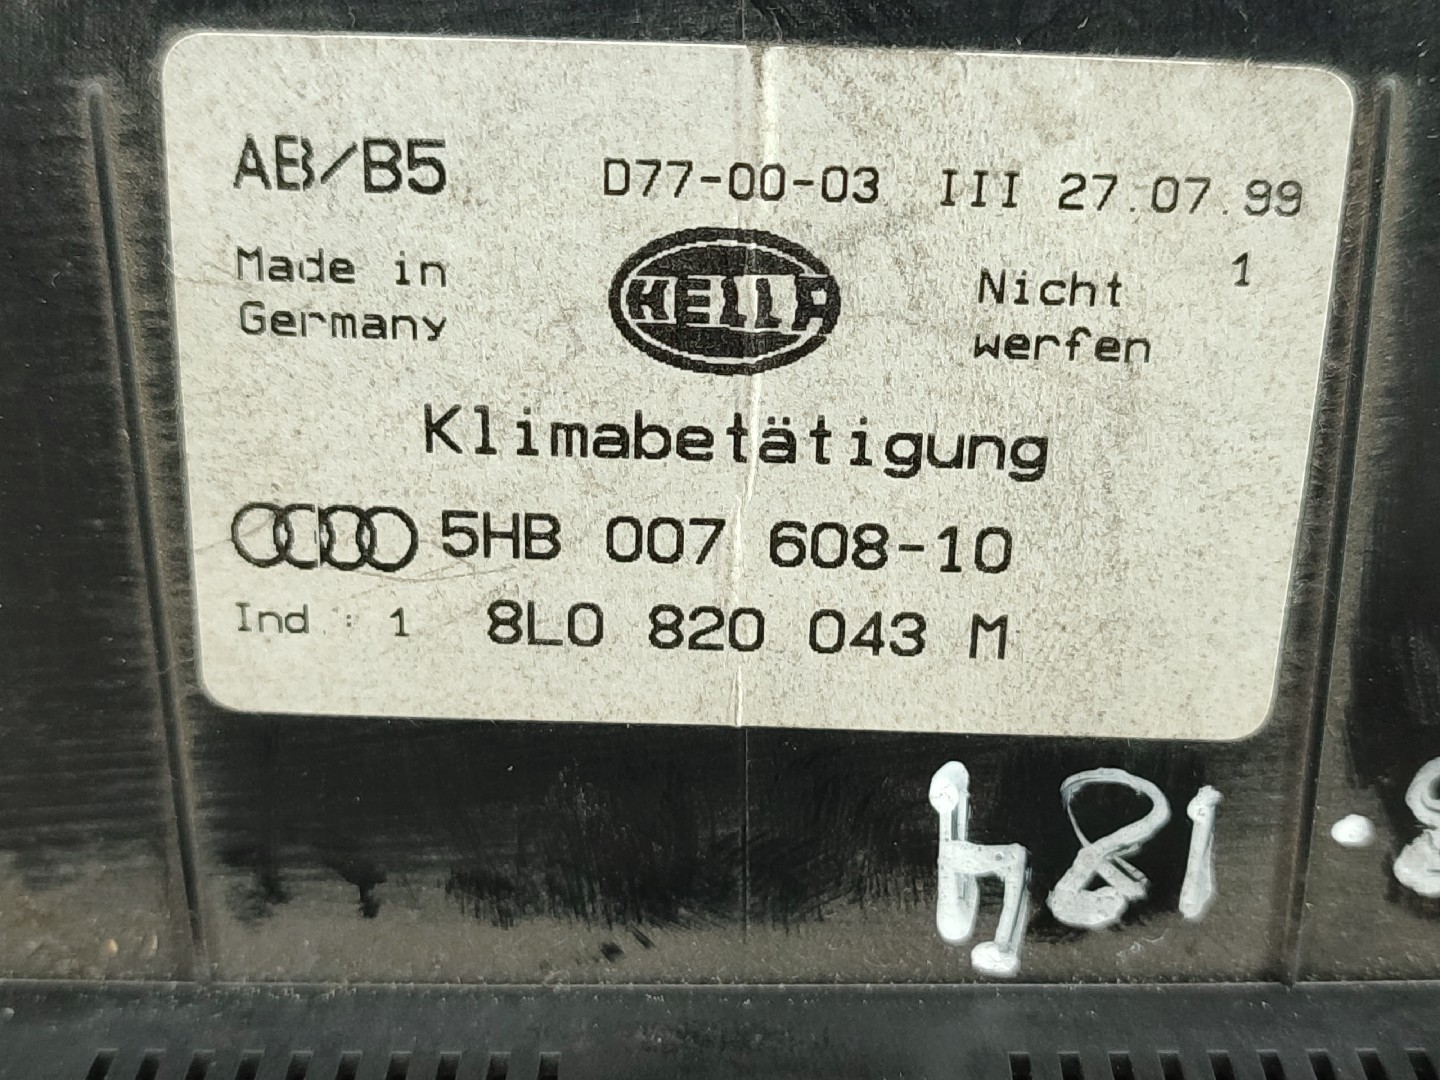 AB/B5 D77-00-03 III 27.07.99
Made in Germany
HELLA
Nicht werfen
1
Klimabetätigung
5HB 007 608-10
Ind.: 1 8L0 820 043 M